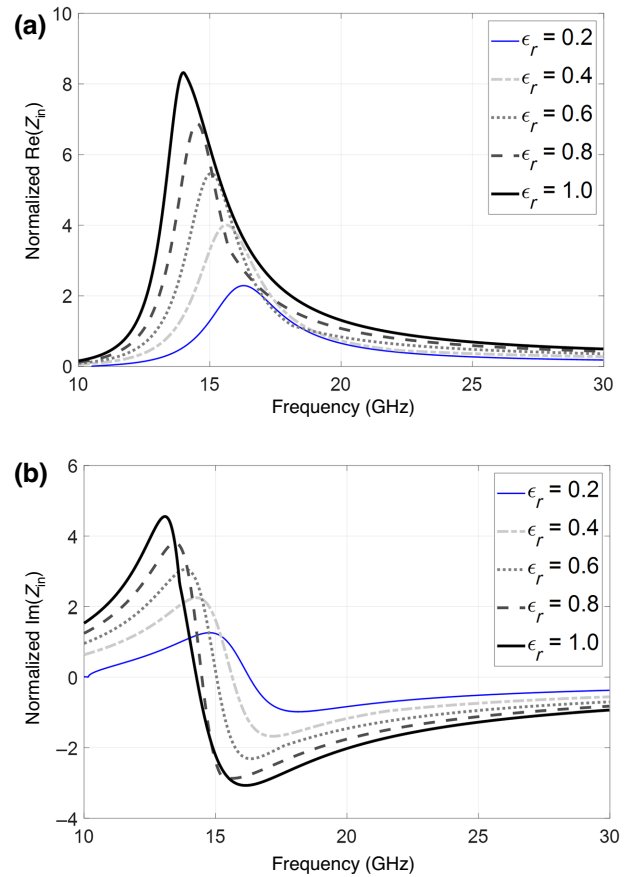 (a)
Normalized Re(Z_in)
10
8
6
4
2
0
ϵ_r = 0.2
ϵ_r = 0.4
ϵ_r = 0.6
ϵ_r = 0.8
ϵ_r = 1.0
10 15 20 25 30
Frequency (GHz)
(b)
Normalized Im(Z_in)
6
4
2
0
–2
–4
ϵ_r = 0.2
ϵ_r = 0.4
ϵ_r = 0.6
ϵ_r = 0.8
ϵ_r = 1.0
10 15 20 25 30
Frequency (GHz)